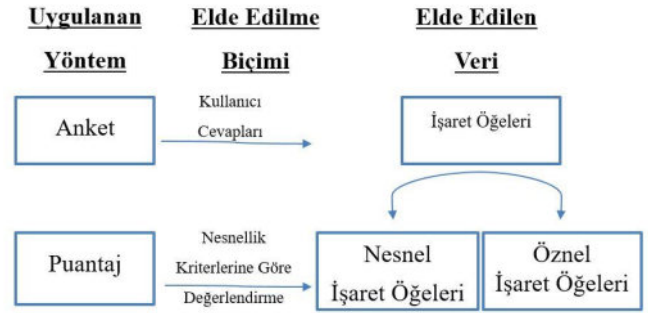 Uygulanan Yöntem
Elde Edilme Biçimi
Elde Edilen Veri
Anket
Kullanıcı
Cevapları
İşaret Öğeleri
Puantaj
Nesnellik
Kriterlerine Göre
Değerlendirme
Nesnel
İşaret Öğeleri
Öznel
İşaret Öğeleri